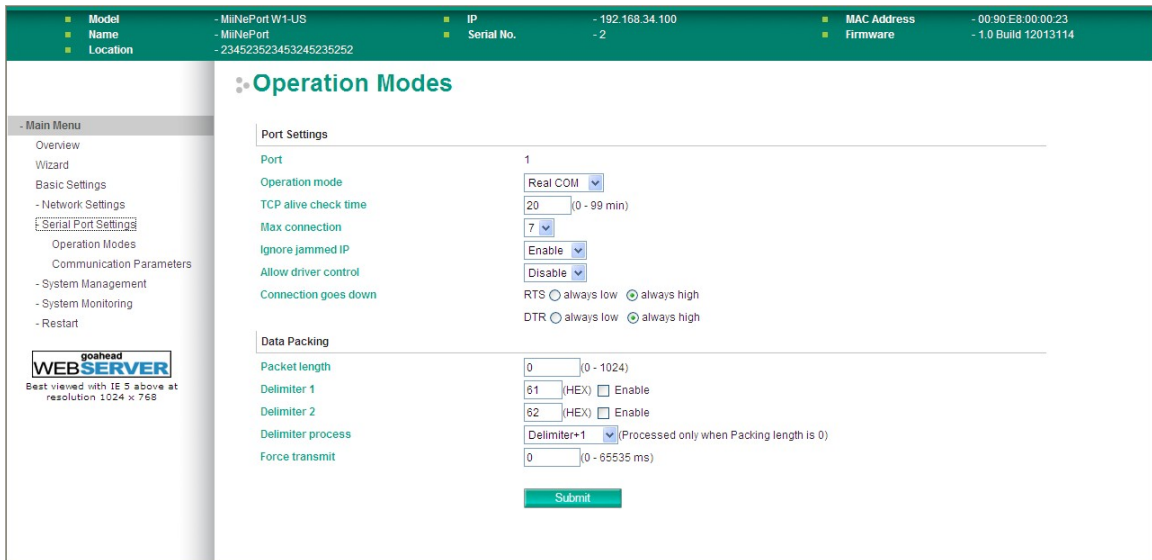 Model - MiiNePort W1-US IP - 192.168.34.100 MAC Address - 00:90:E8:00:00:23
Name - MiiNePort Serial No. - 2 Firmware - 1.0 Build 12013114
Location - 234523523453245235252
Operation Modes
- Main Menu
Overview
Wizard
Basic Settings
- Network Settings
- Serial Port Settings
Operation Modes
Communication Parameters
- System Management
- System Monitoring
- Restart
goahead
WEBSERVER
Best viewed with IE 5 above at
resolution 1024 x 768
Port Settings
Port 1
Operation mode Real COM
TCP alive check time 20 (0 - 99 min)
Max connection 7
Ignore jammed IP Enable
Allow driver control Disable
Connection goes down RTS always low always high
DTR always low always high
Data Packing
Packet length 0 (0 - 1024)
Delimiter 1 61 (HEX) Enable
Delimiter 2 62 (HEX) Enable
Delimiter process Delimiter+1 (Processed only when Packing length is 0)
Force transmit 0 (0 - 65535 ms)
Submit